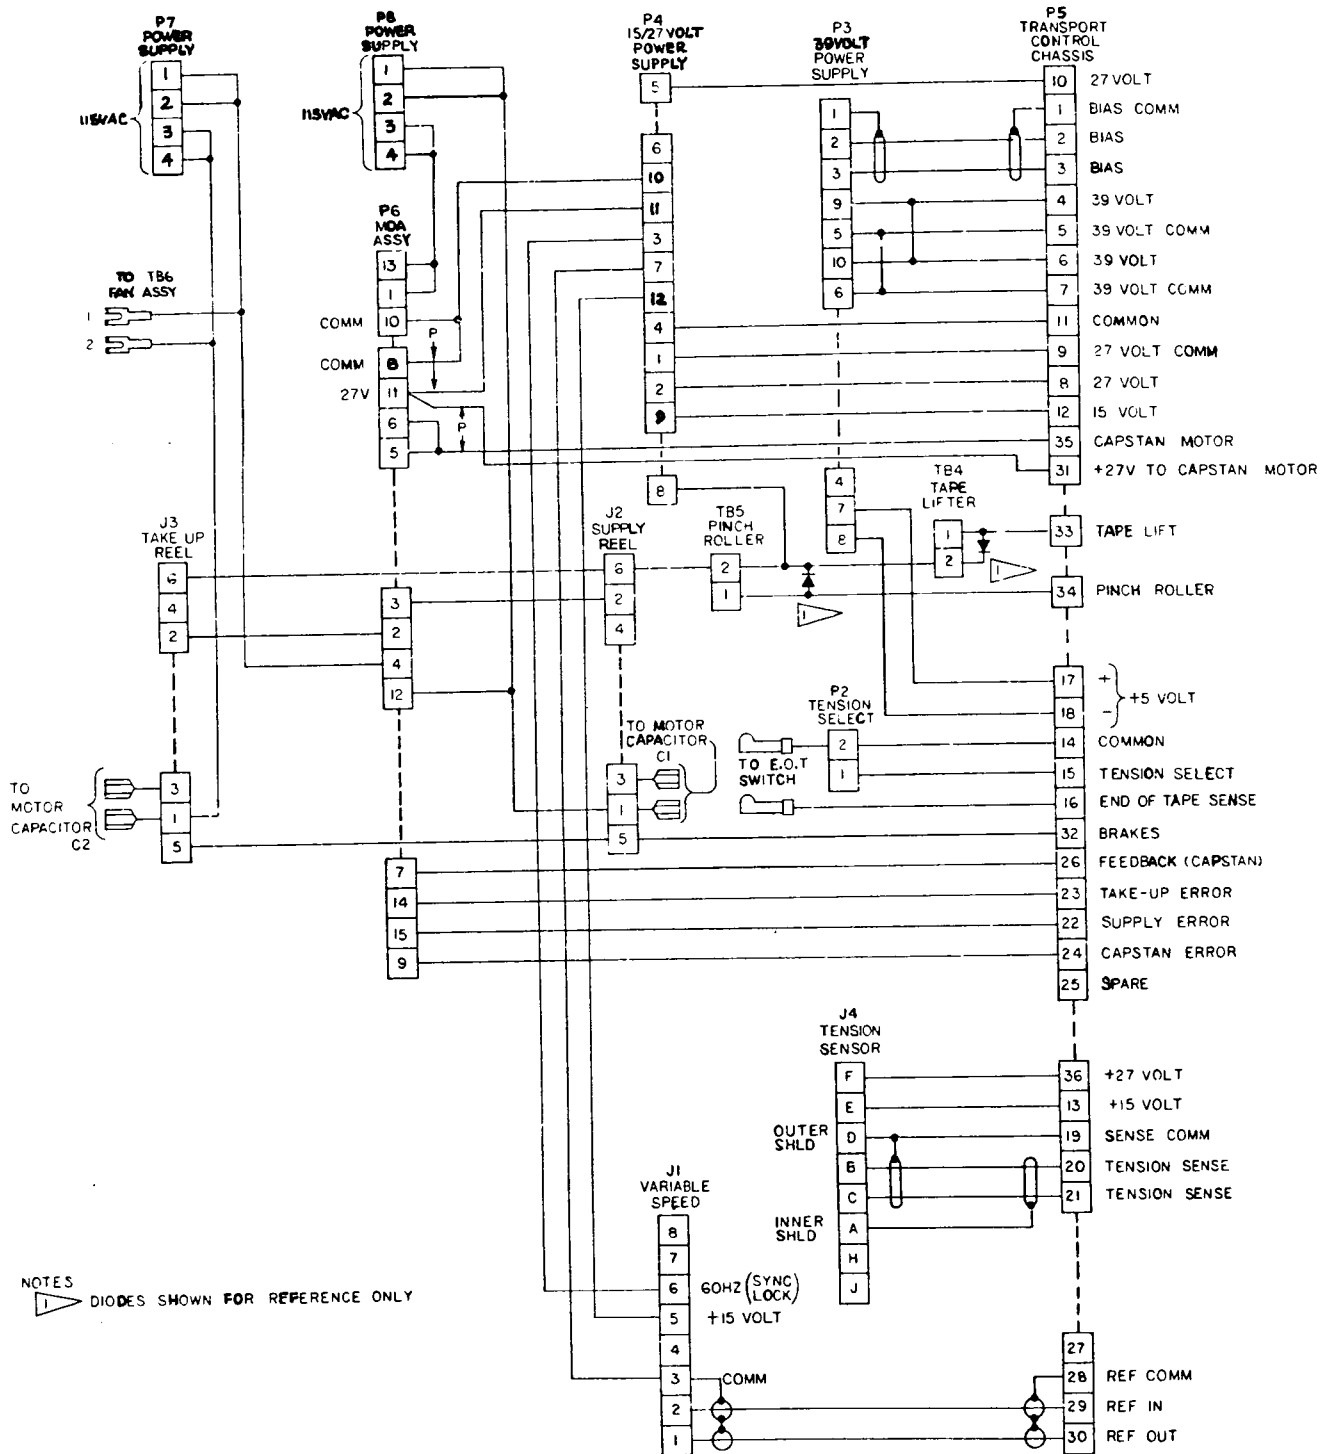 P7
POWER
SUPPLY
1
2
3
4
115VAC
P8
POWER
SUPPLY
1
2
3
4
115VAC
P4
15/27 VOLT
POWER
SUPPLY
5
6
10
11
3
7
12
4
1
2
9
8
P3
39VOLT
POWER
SUPPLY
1
2
3
9
5
10
6
4
7
8
P5
TRANSPORT
CONTROL
CHASSIS
10 27 VOLT
1 BIAS COMM
2 BIAS
3 BIAS
4 39 VOLT
5 39 VOLT COMM
6 39 VOLT
7 39 VOLT COMM
11 COMMON
9 27 VOLT COMM
8 27 VOLT
12 15 VOLT
35 CAPSTAN MOTOR
31 +27V TO CAPSTAN MOTOR
33 TAPE LIFT
34 PINCH ROLLER
17 +
18 -
+5 VOLT
14 COMMON
15 TENSION SELECT
16 END OF TAPE SENSE
32 BRAKES
26 FEEDBACK (CAPSTAN)
23 TAKE-UP ERROR
22 SUPPLY ERROR
24 CAPSTAN ERROR
25 SPARE
36 +27 VOLT
13 +15 VOLT
19 SENSE COMM
20 TENSION SENSE
21 TENSION SENSE
27
28 REF COMM
29 REF IN
30 REF OUT
P6
MDA
ASSY
13
1
COMM 10
COMM 8
27V 11
6
5
P
P
3
2
4
12
7
14
15
9
TO TB6
FAN ASSY
1
2
J3
TAKE UP
REEL
6
4
2
3
1
5
TO
MOTOR
CAPACITOR
C2
J2
SUPPLY
REEL
6
2
4
3
1
5
TO MOTOR
CAPACITOR
C1
TB5
PINCH
ROLLER
2
1
1
TB4
TAPE
LIFTER
1
2
1
P2
TENSION
SELECT
2
1
TO E.O.T
SWITCH
J4
TENSION
SENSOR
F
E
OUTER
SHLD
D
B
C
INNER
SHLD
A
H
J
J1
VARIABLE
SPEED
8
7
6 60HZ (SYNC LOCK)
5 +15 VOLT
4
3 COMM
2
1
NOTES
1 DIODES SHOWN FOR REFERENCE ONLY